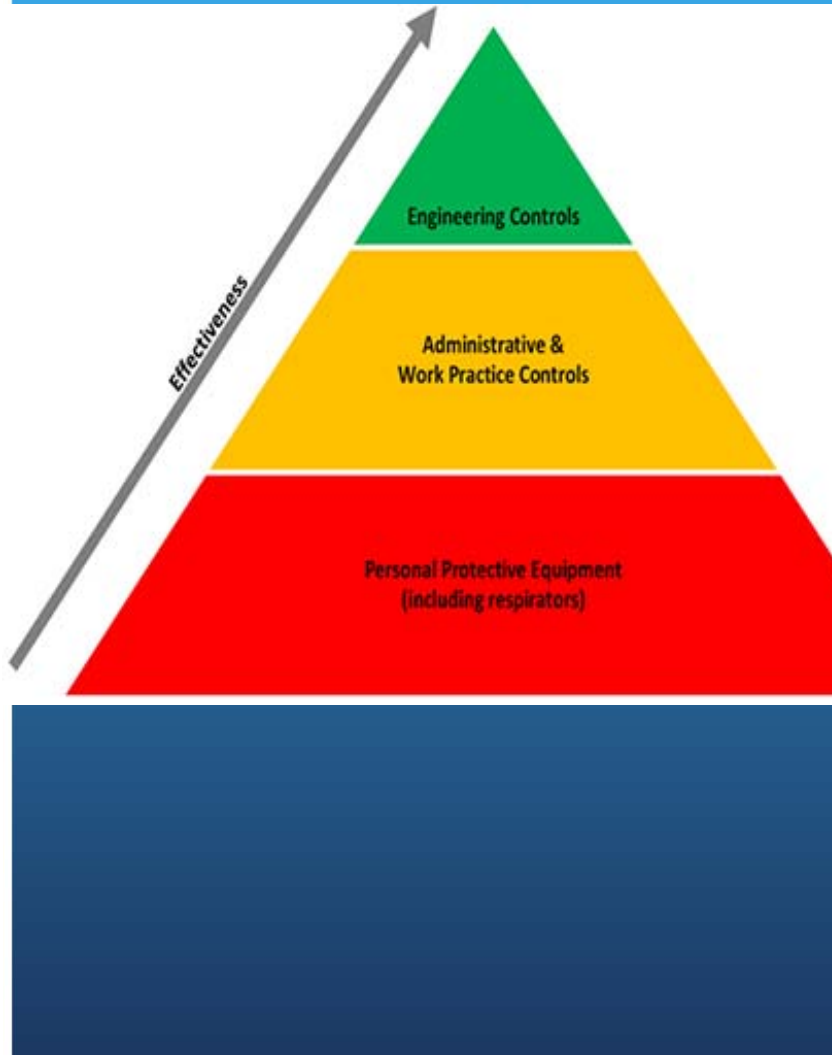 Effectiveness
Engineering Controls
Administrative &
Work Practice Controls
Personal Protective Equipment
(including respirators)